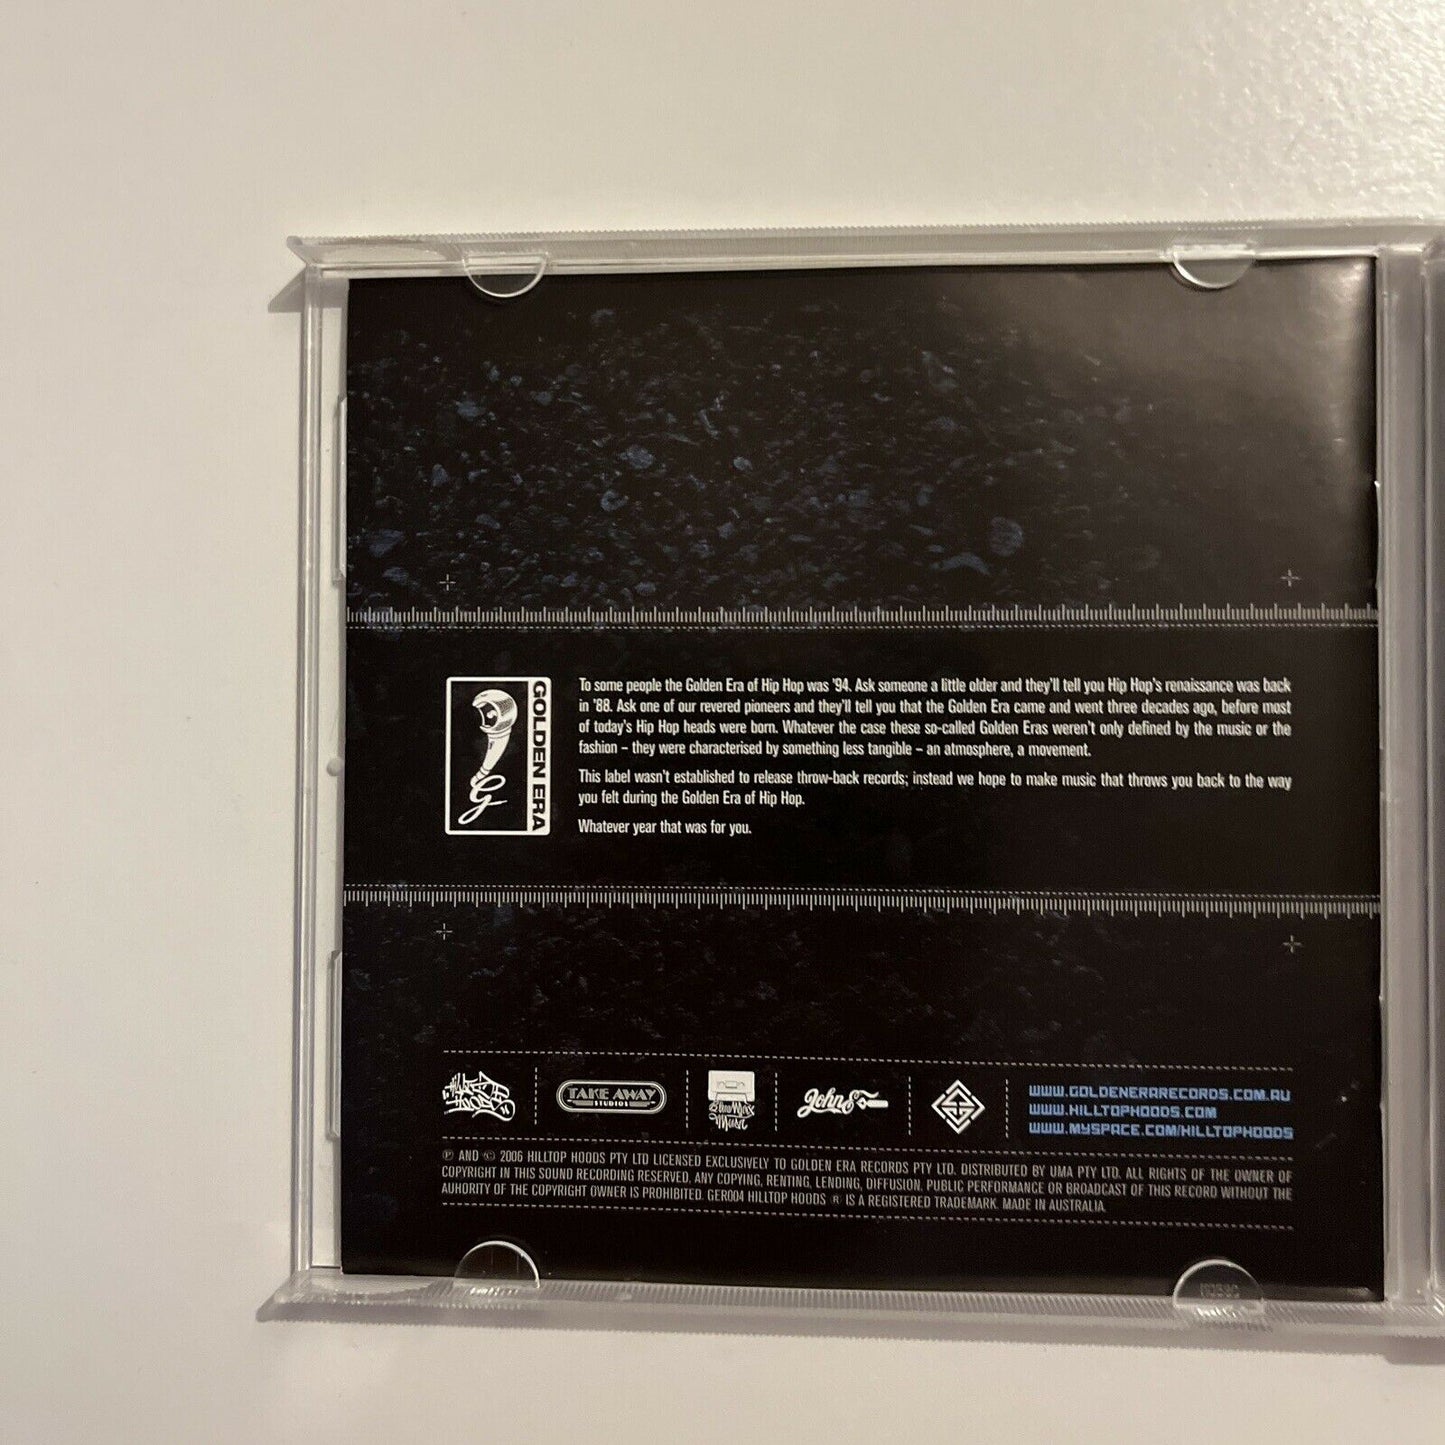 GOLDEN ERA
To some people the Golden Era of Hip Hop was '94. Ask someone a little older and they'll tell you Hip Hop's renaissance was back
in '88. Ask one of our revered pioneers and they'll tell you that the Golden Era came and went three decades ago, before most
of today's Hip Hop heads were born. Whatever the case these so-called Golden Eras weren't only defined by the music or the
fashion – they were characterised by something less tangible – an atmosphere, a movement.
This label wasn't established to release throw-back records; instead we hope to make music that throws you back to the way
you felt during the Golden Era of Hip Hop.
Whatever year that was for you.
TAKE AWAY
STUDIOS
Music
John
WWW.GOLDENERARECORDS.COM.AU
WWW.HILLTOPHOODS.COM
WWW.MYSPACE.COM/HILLTOPHOODS
℗ AND © 2006 HILLTOP HOODS PTY LTD LICENSED EXCLUSIVELY TO GOLDEN ERA RECORDS PTY LTD. DISTRIBUTED BY UMA PTY LTD. ALL RIGHTS OF THE OWNER OF
COPYRIGHT IN THIS SOUND RECORDING RESERVED. ANY COPYING, RENTING, LENDING, DIFFUSION, PUBLIC PERFORMANCE OR BROADCAST OF THIS RECORD WITHOUT THE
AUHORITY OF THE COPYRIGHT OWNER IS PROHIBITED. GER004 HILLTOP HOODS ® IS A REGISTERED TRADEMARK. MADE IN AUSTRALIA.